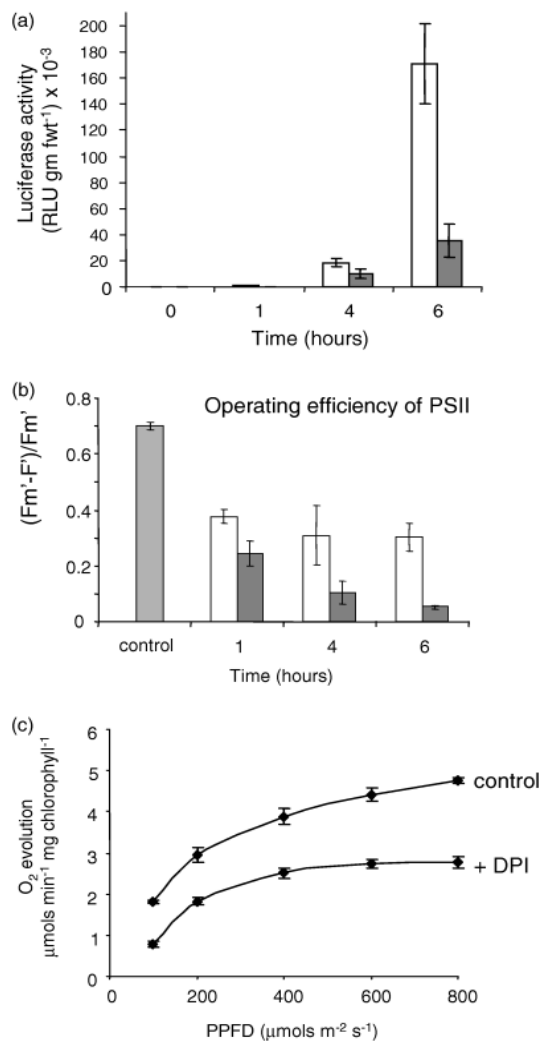 (a)
Luciferase activity
(RLU gm fwt⁻¹) x 10⁻³
200
180
160
140
120
100
80
60
40
20
0
0 1 4 6
Time (hours)
(b)
Operating efficiency of PSII
(Fm'-F')/Fm'
0.8
0.6
0.4
0.2
0
control 1 4 6
Time (hours)
(c)
O₂ evolution
µmols min⁻¹ mg chlorophyll⁻¹
6
5
4
3
2
1
0
control
+ DPI
0 200 400 600 800
PPFD (µmols m⁻² s⁻¹)